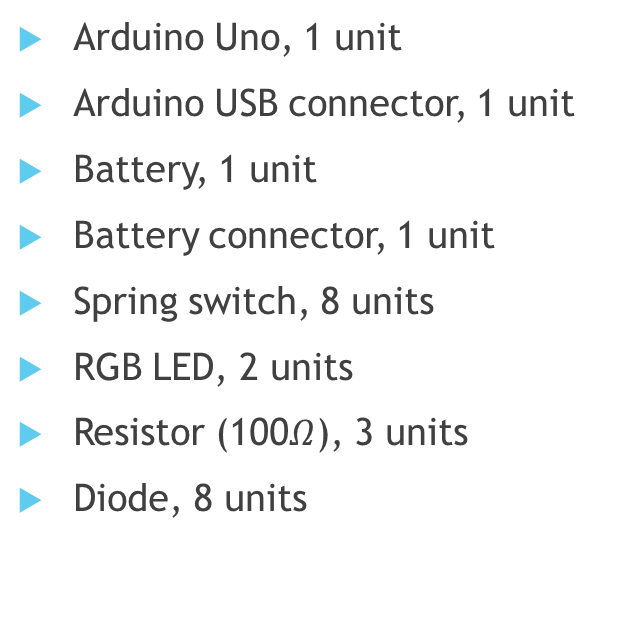 Arduino Uno, 1 unit
Arduino USB connector, 1 unit
Battery, 1 unit
Battery connector, 1 unit
Spring switch, 8 units
RGB LED, 2 units
Resistor (100Ω), 3 units
Diode, 8 units